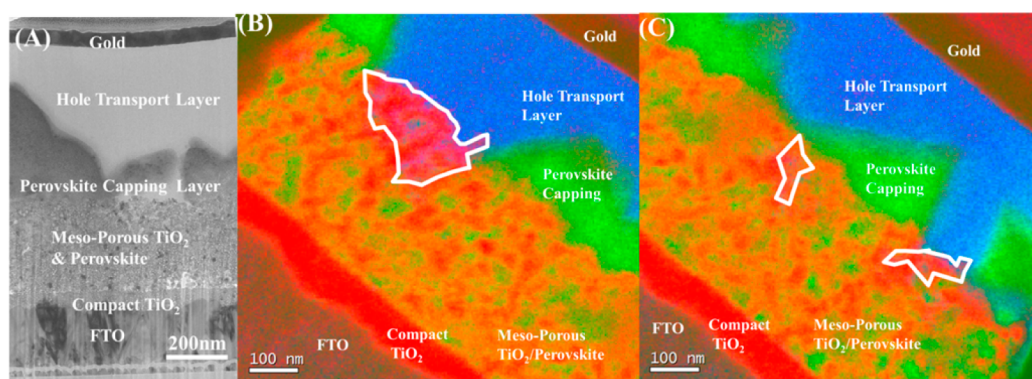 (A)
Gold
Hole Transport Layer
Perovskite Capping Layer
Meso-Porous TiO₂
& Perovskite
Compact TiO₂
FTO
200nm
(B)
Gold
Hole Transport
Layer
Perovskite
Capping
Meso-Porous
TiO₂/Perovskite
Compact
TiO₂
FTO
100 nm
(C)
Gold
Hole Transport
Layer
Perovskite
Capping
Meso-Porous
TiO₂/Perovskite
Compact
TiO₂
FTO
100 nm